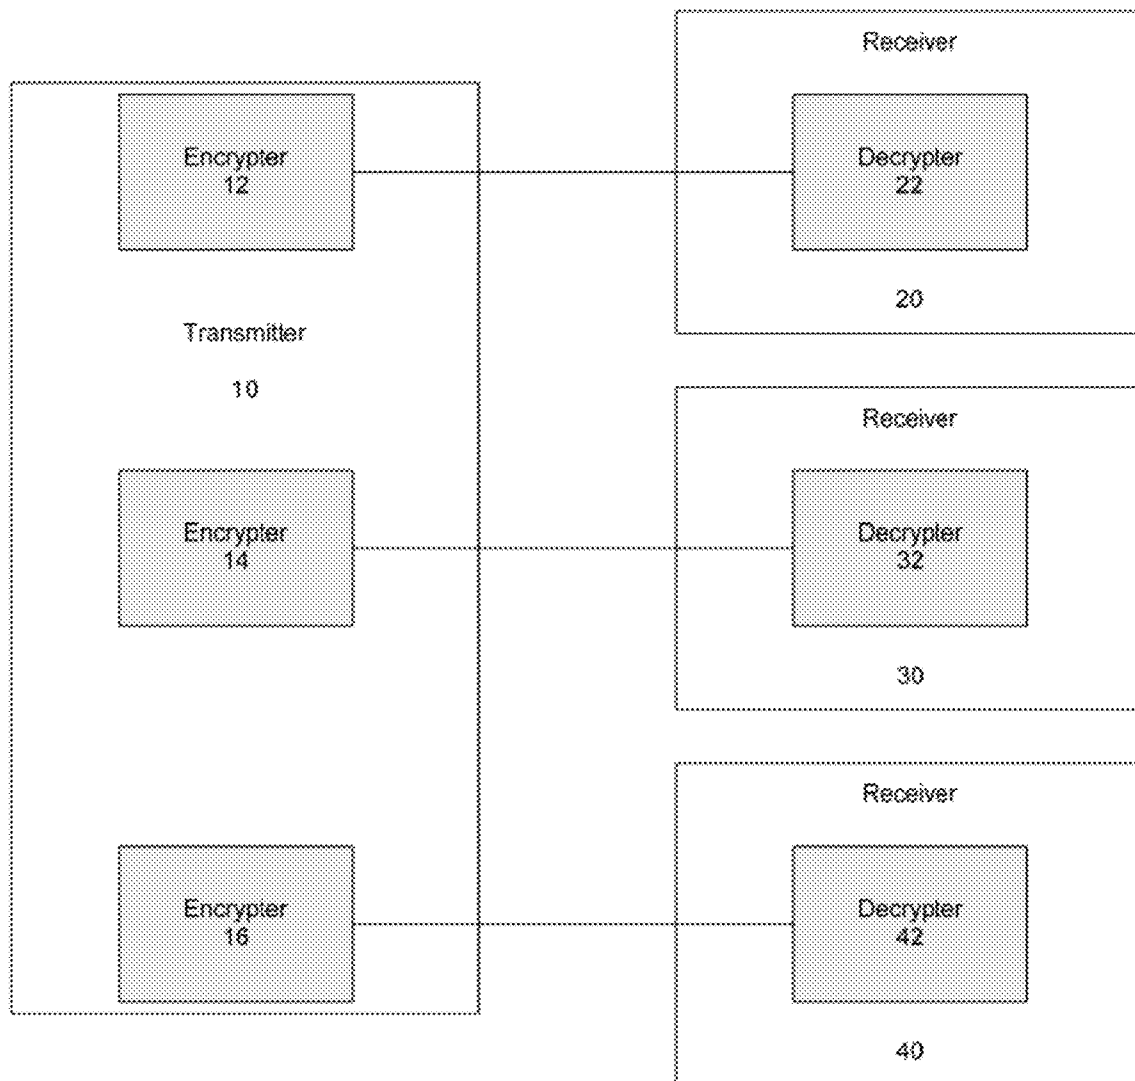 Receiver
Encrypter
12
Decrypter
22
20
Transmitter
10
Receiver
Encrypter
14
Decrypter
32
30
Receiver
Encrypter
16
Decrypter
42
40